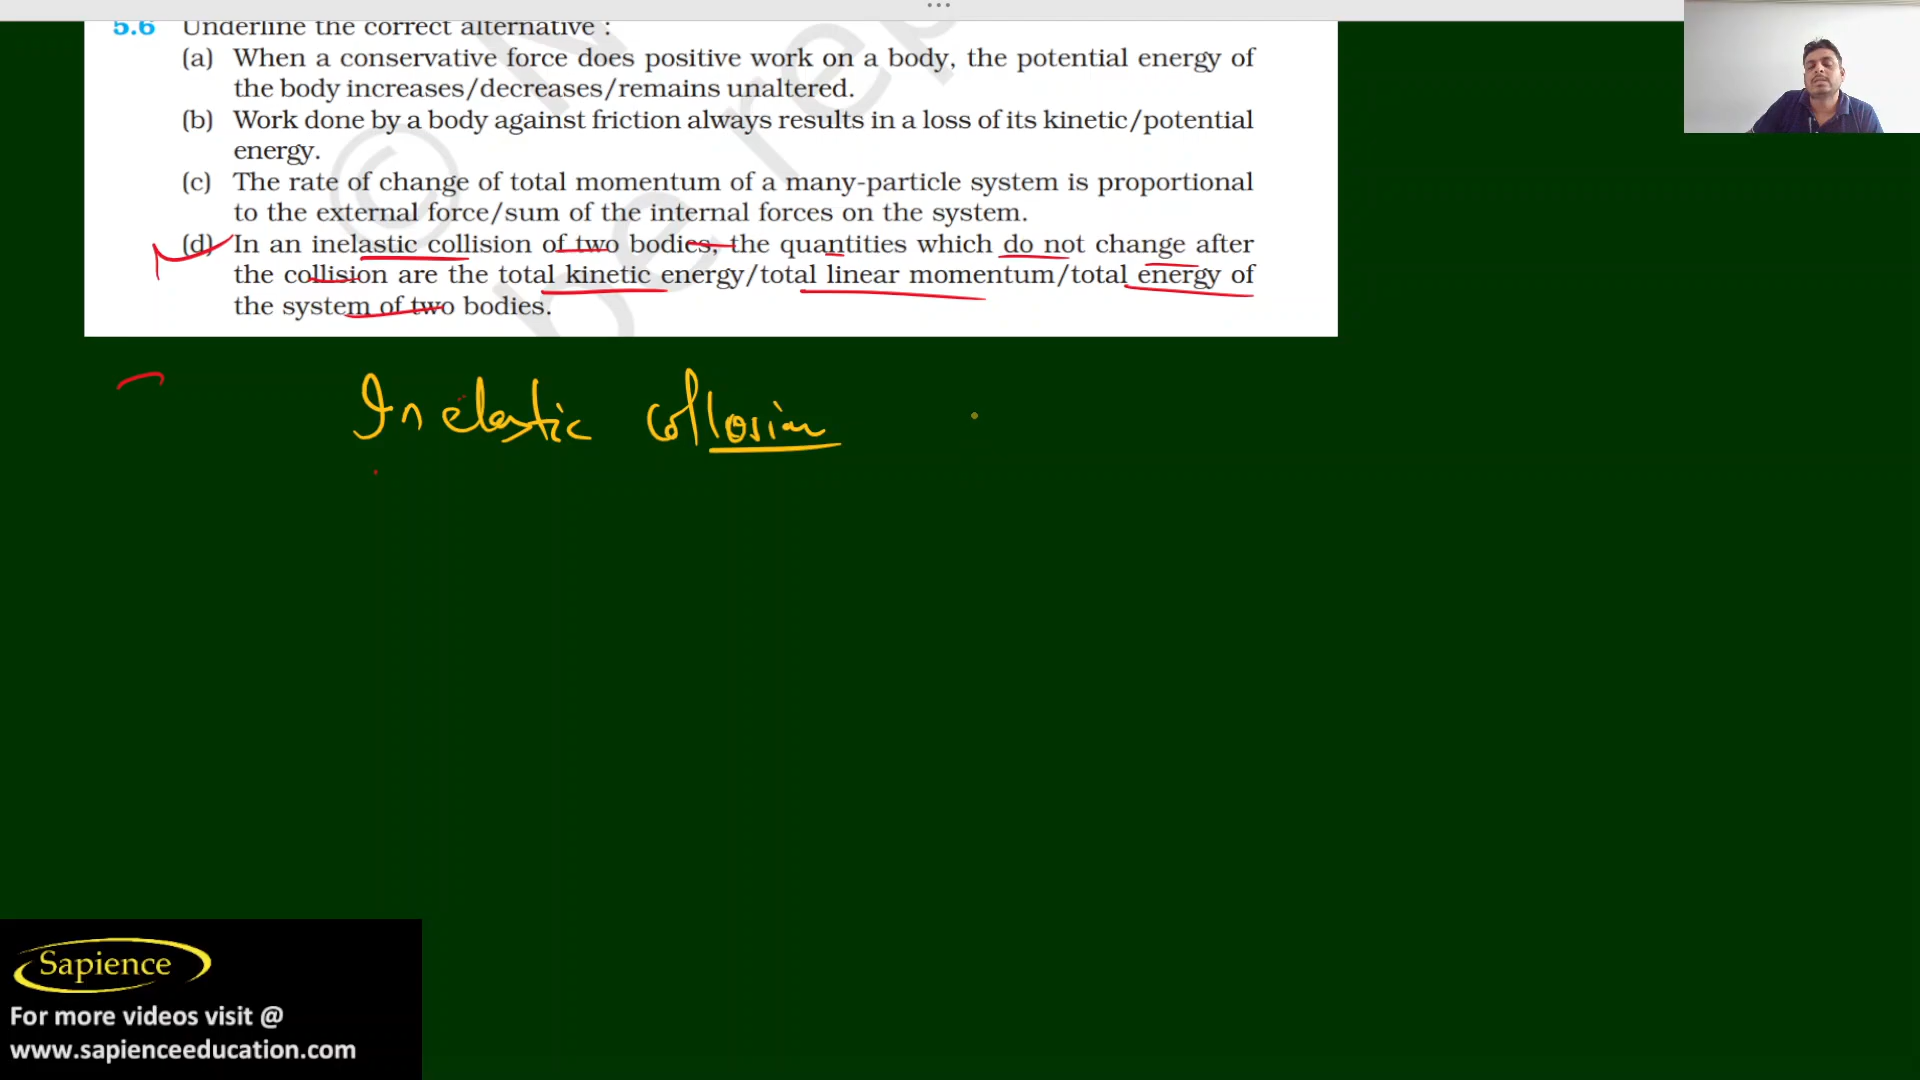 5.6 Underline the correct alternative :
(a) When a conservative force does positive work on a body, the potential energy of
the body increases/decreases/remains unaltered.
(b) Work done by a body against friction always results in a loss of its kinetic/potential
energy.
(c) The rate of change of total momentum of a many-particle system is proportional
to the external force/sum of the internal forces on the system.
(d) In an inelastic collision of two bodies, the quantities which do not change after
the collision are the total kinetic energy/total linear momentum/total energy of
the system of two bodies.
In elastic collosion
Sapience
For more videos visit @
www.sapienceeducation.com